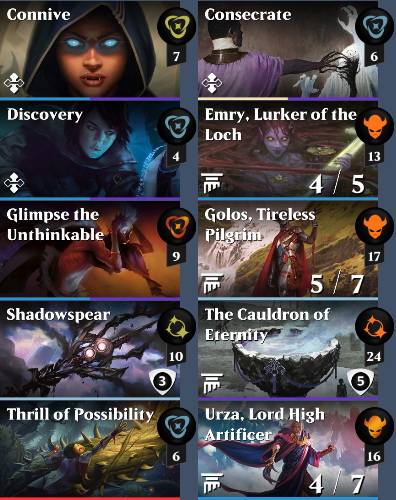 Connive
7
Consecrate
6
Discovery
4
Emry, Lurker of the
Loch
13
4 / 5
Glimpse the
Unthinkable
9
Golos, Tireless
Pilgrim
17
5 / 7
Shadowspear
10
3
The Cauldron of
Eternity
24
5
Thrill of Possibility
6
Urza, Lord High
Artificer
16
4 / 7